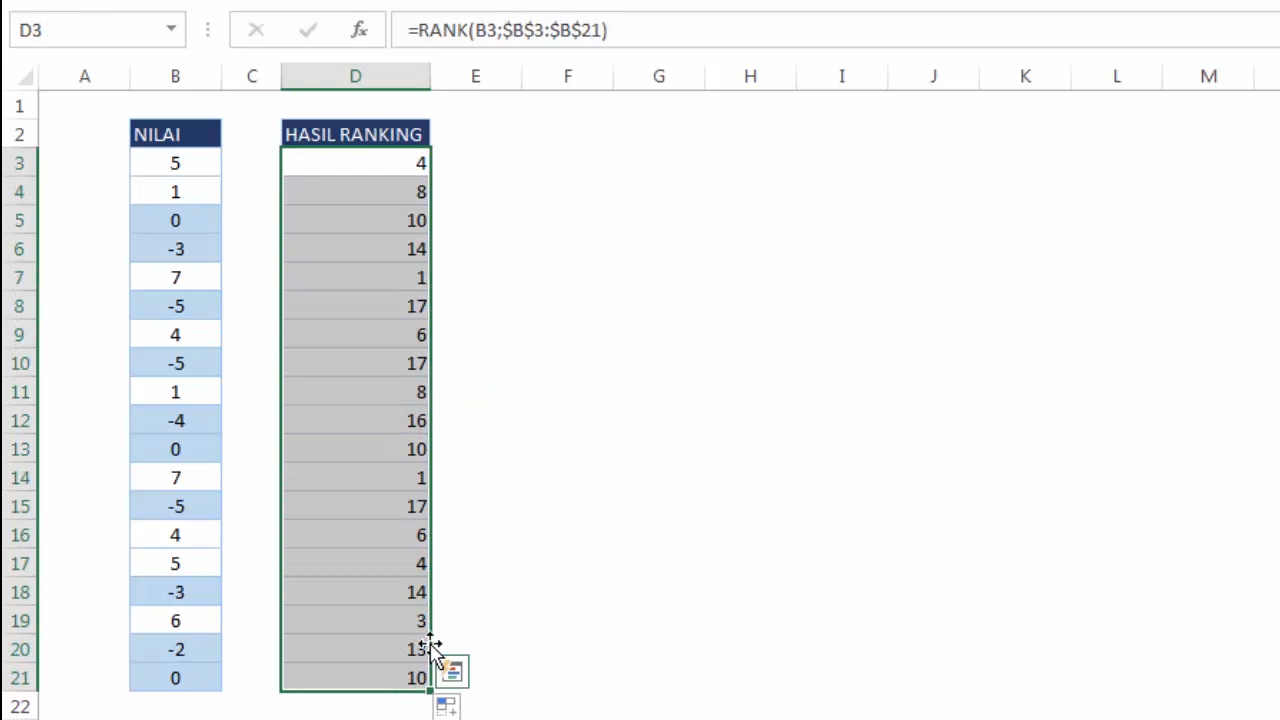 D3 fx =RANK(B3;$B$3:$B$21)
A B C D E F G H I J K L M
1
2 NILAI HASIL RANKING
3 5 4
4 1 8
5 0 10
6 -3 14
7 7 1
8 -5 17
9 4 6
10 -5 17
11 1 8
12 -4 16
13 0 10
14 7 1
15 -5 17
16 4 6
17 5 4
18 -3 14
19 6 3
20 -2 13
21 0 10
22